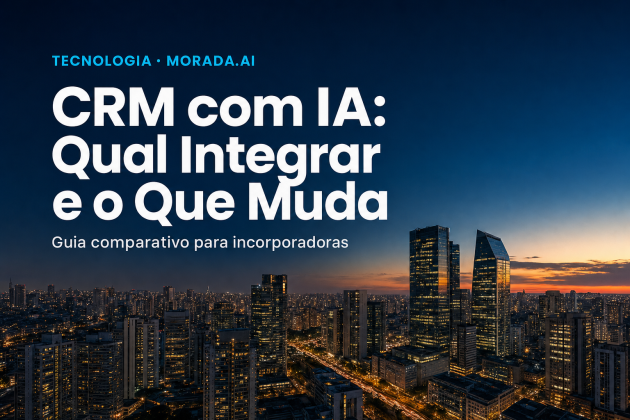 TECNOLOGIA · MORADA.AI
CRM com IA:
Qual Integrar
e o Que Muda
Guia comparativo para incorporadoras